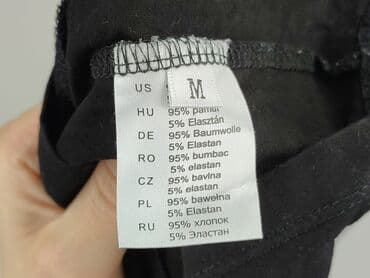 US
M
HU 95% pamut
5% Elasztán
DE 95% Baumwolle
5% Elastan
RO 95% bumbac
5% elastan
CZ 95% bavlna
5% elastan
PL 95% bawełna
5% Elastan
RU 95% хлопок
5% Эластан